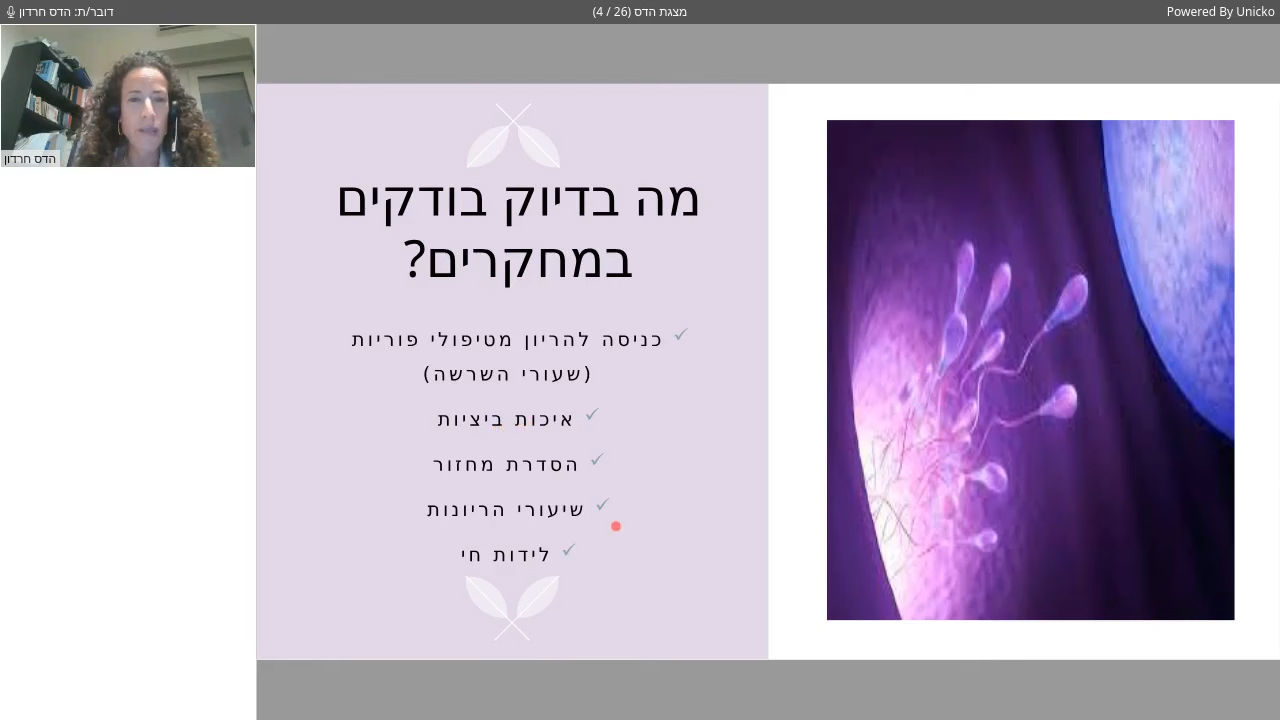 דובר/ת: הדס חרדון
מצגת הדס (26 / 4)
Powered By Unicko
הדס חרדון
מה בדיוק בודקים
במחקרים?
כניסה להריון מטיפולי פוריות
(שעורי השרשה)
איכות ביציות
הסדרת מחזור
שיעורי הריונות
לידות חי